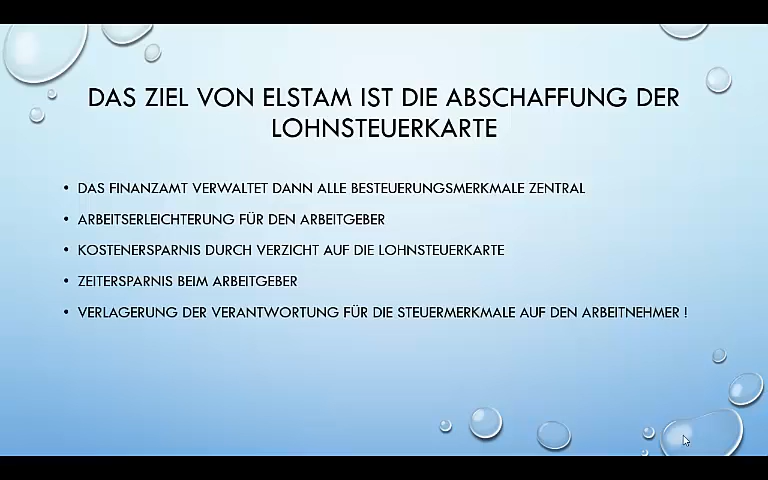 DAS ZIEL VON ELSTAM IST DIE ABSCHAFFUNG DER
LOHNSTEUERKARTE
• DAS FINANZAMT VERWALTET DANN ALLE BESTEUERUNGSMERKMALE ZENTRAL
• ARBEITSERLEICHTERUNG FÜR DEN ARBEITGEBER
• KOSTENERSPARNIS DURCH VERZICHT AUF DIE LOHNSTEUERKARTE
• ZEITERSPARNIS BEIM ARBEITGEBER
• VERLAGERUNG DER VERANTWORTUNG FÜR DIE STEUERMERKMALE AUF DEN ARBEITNEHMER !